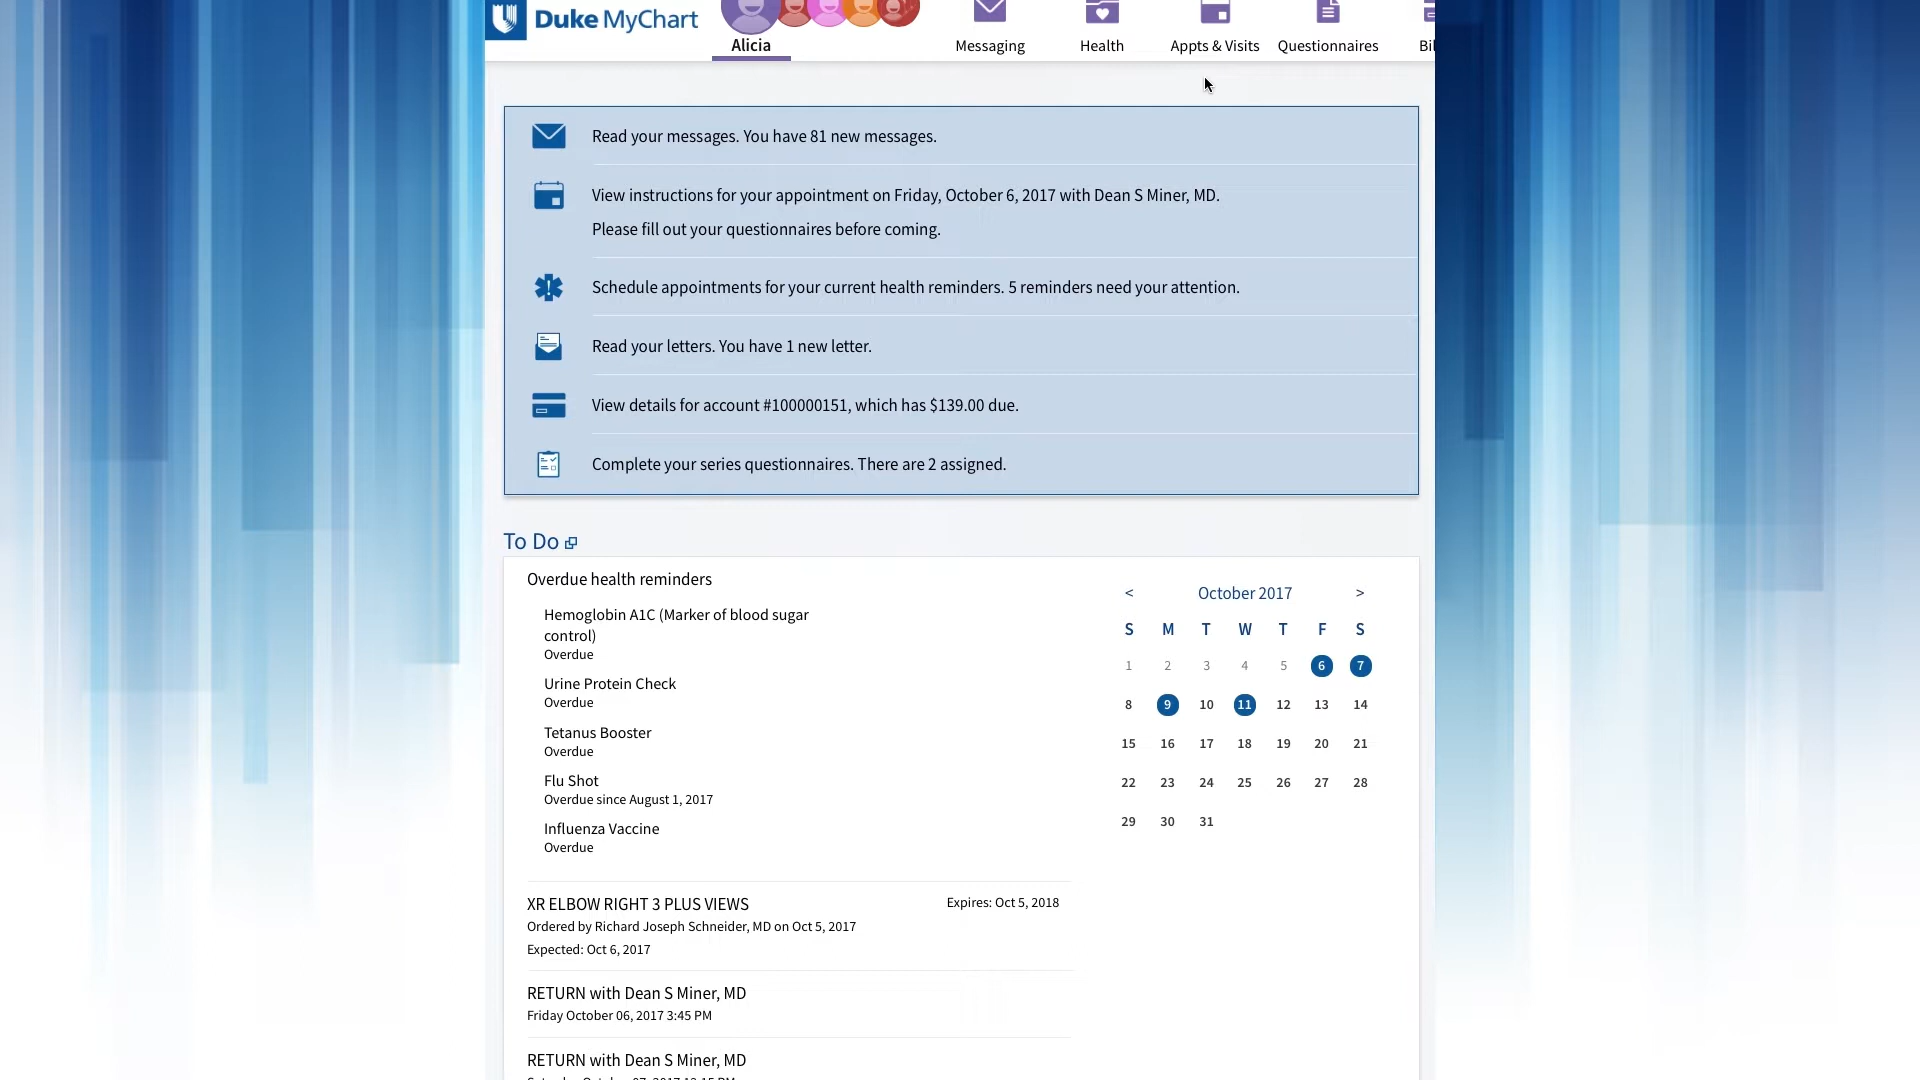 Duke MyChart
Alicia
Messaging
Health
Appts & Visits
Questionnaires
Bil
Read your messages. You have 81 new messages.
View instructions for your appointment on Friday, October 6, 2017 with Dean S Miner, MD.
Please fill out your questionnaires before coming.
Schedule appointments for your current health reminders. 5 reminders need your attention.
Read your letters. You have 1 new letter.
View details for account #100000151, which has $139.00 due.
Complete your series questionnaires. There are 2 assigned.
To Do
Overdue health reminders
Hemoglobin A1C (Marker of blood sugar
control)
Overdue
Urine Protein Check
Overdue
Tetanus Booster
Overdue
Flu Shot
Overdue since August 1, 2017
Influenza Vaccine
Overdue
XR ELBOW RIGHT 3 PLUS VIEWS
Expires: Oct 5, 2018
Ordered by Richard Joseph Schneider, MD on Oct 5, 2017
Expected: Oct 6, 2017
RETURN with Dean S Miner, MD
Friday October 06, 2017 3:45 PM
RETURN with Dean S Miner, MD
< October 2017 >
S M T W T F S
1 2 3 4 5 6 7
8 9 10 11 12 13 14
15 16 17 18 19 20 21
22 23 24 25 26 27 28
29 30 31